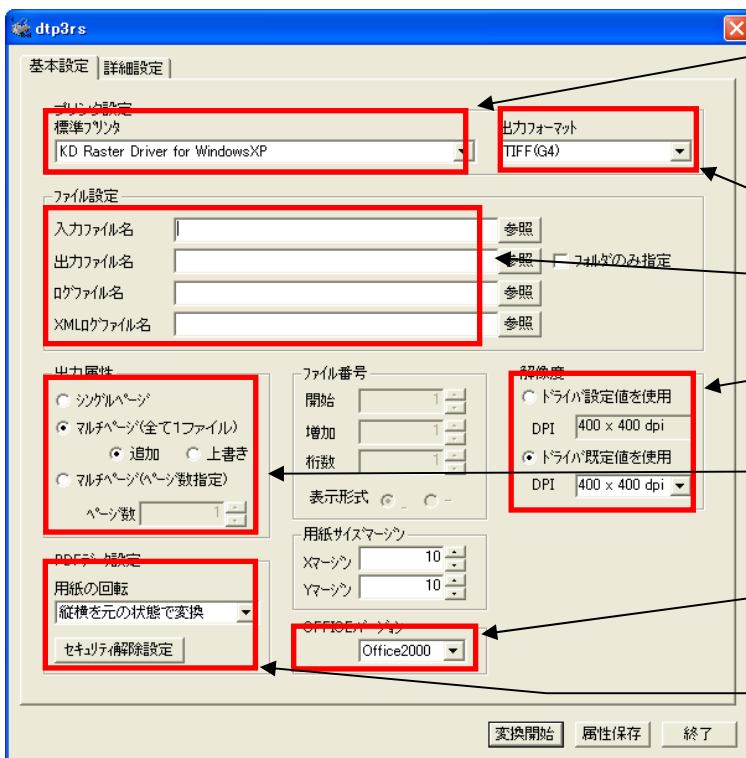 dtp3rs
基本設定 詳細設定
プリンタ設定
標準プリンタ 出力フォーマット
KD Raster Driver for WindowsXP TIFF(G4)
ファイル設定
入力ファイル名 参照
出力ファイル名 参照 フォルダのみ指定
ログファイル名 参照
XMLログファイル名 参照
出力属性
シングルページ
マルチページ(全て1ファイル)
追加 上書き
マルチページ(ページ数指定)
ページ数 1
ファイル番号
開始 1
増加 1
桁数 1
表示形式 _ -
解像度
ドライバ設定値を使用
DPI 400 x 400 dpi
ドライバ既定値を使用
DPI 400 x 400 dpi
用紙サイズマージン
Xマージン 10
Yマージン 10
PDFデータ設定
用紙の回転
縦横を元の状態で変換
セキュリティ解除設定
OFFICEバージョン
Office2000
変換開始 属性保存 終了